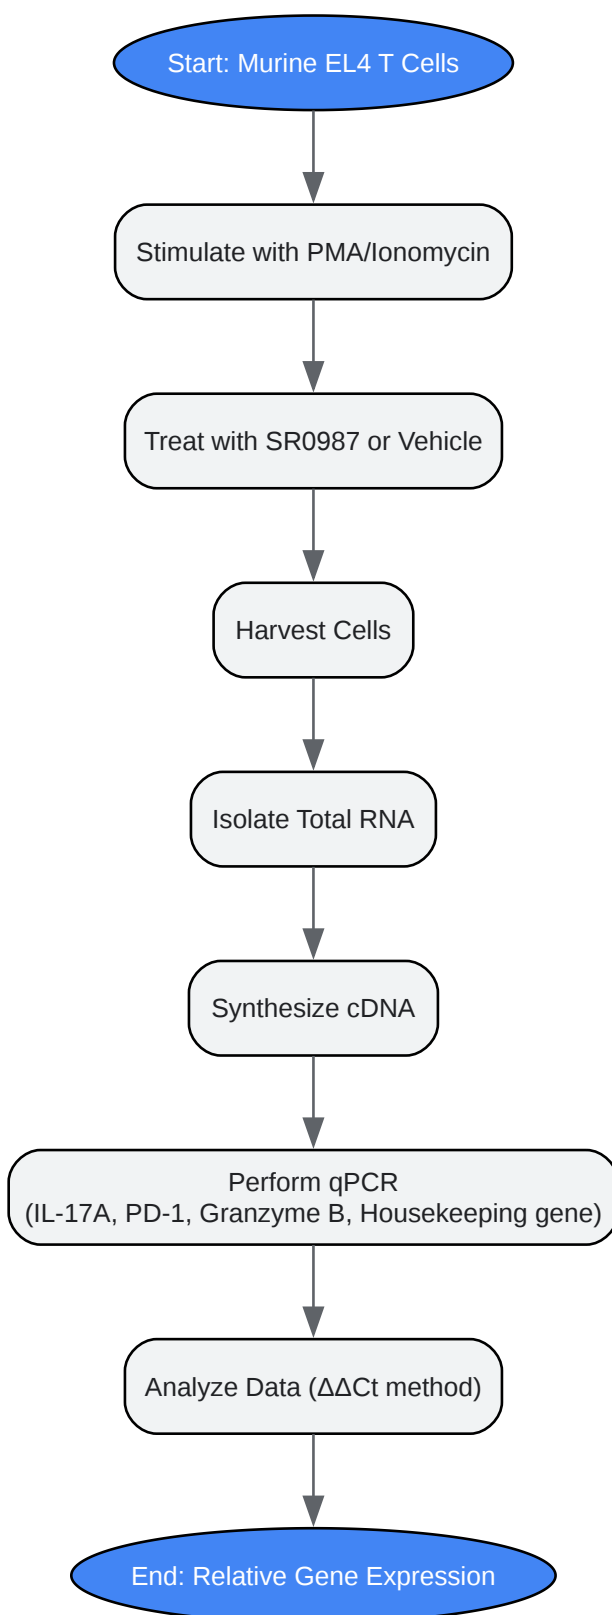 Start: Murine EL4 T Cells
Stimulate with PMA/Ionomycin
Treat with SR0987 or Vehicle
Harvest Cells
Isolate Total RNA
Synthesize cDNA
Perform qPCR
(IL-17A, PD-1, Granzyme B, Housekeeping gene)
Analyze Data (ΔΔCt method)
End: Relative Gene Expression